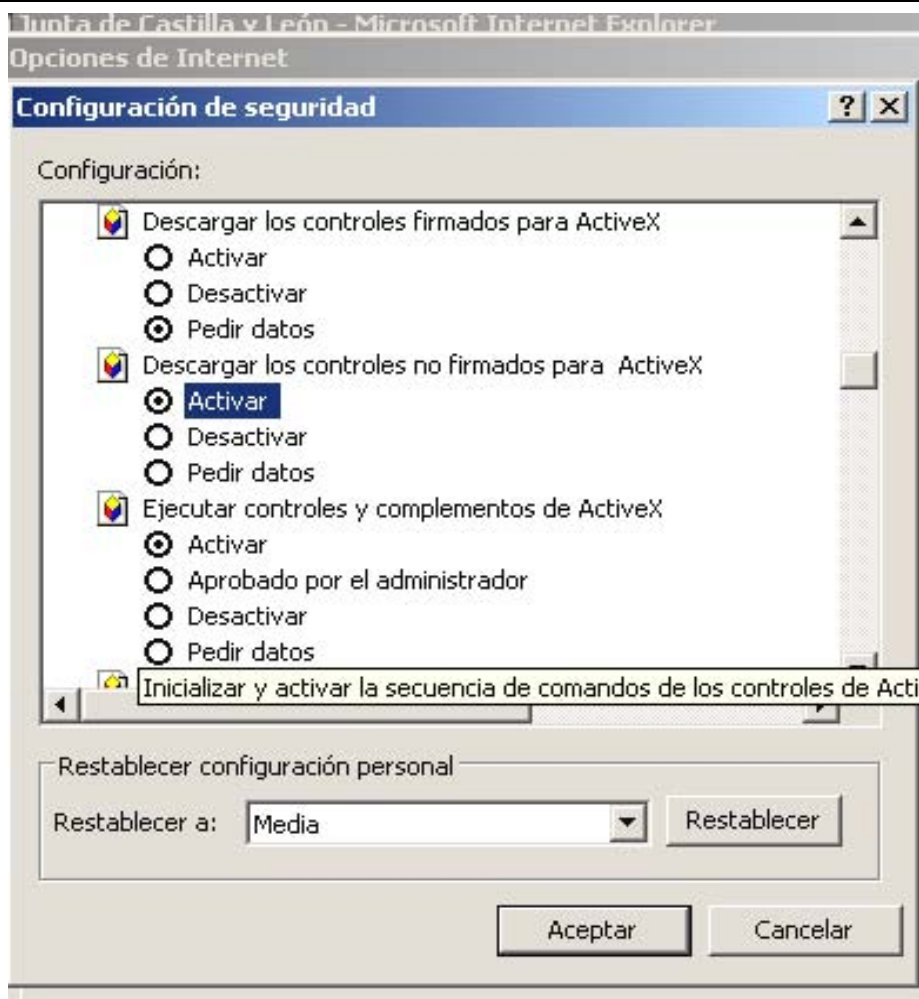 Junta de Castilla y León - Microsoft Internet Explorer
Opciones de Internet
Configuración de seguridad
Configuración:
Descargar los controles firmados para ActiveX
Activar
Desactivar
Pedir datos
Descargar los controles no firmados para ActiveX
Activar
Desactivar
Pedir datos
Ejecutar controles y complementos de ActiveX
Activar
Aprobado por el administrador
Desactivar
Pedir datos
Inicializar y activar la secuencia de comandos de los controles de Acti
Restablecer configuración personal
Restablecer a: Media Restablecer
Aceptar Cancelar